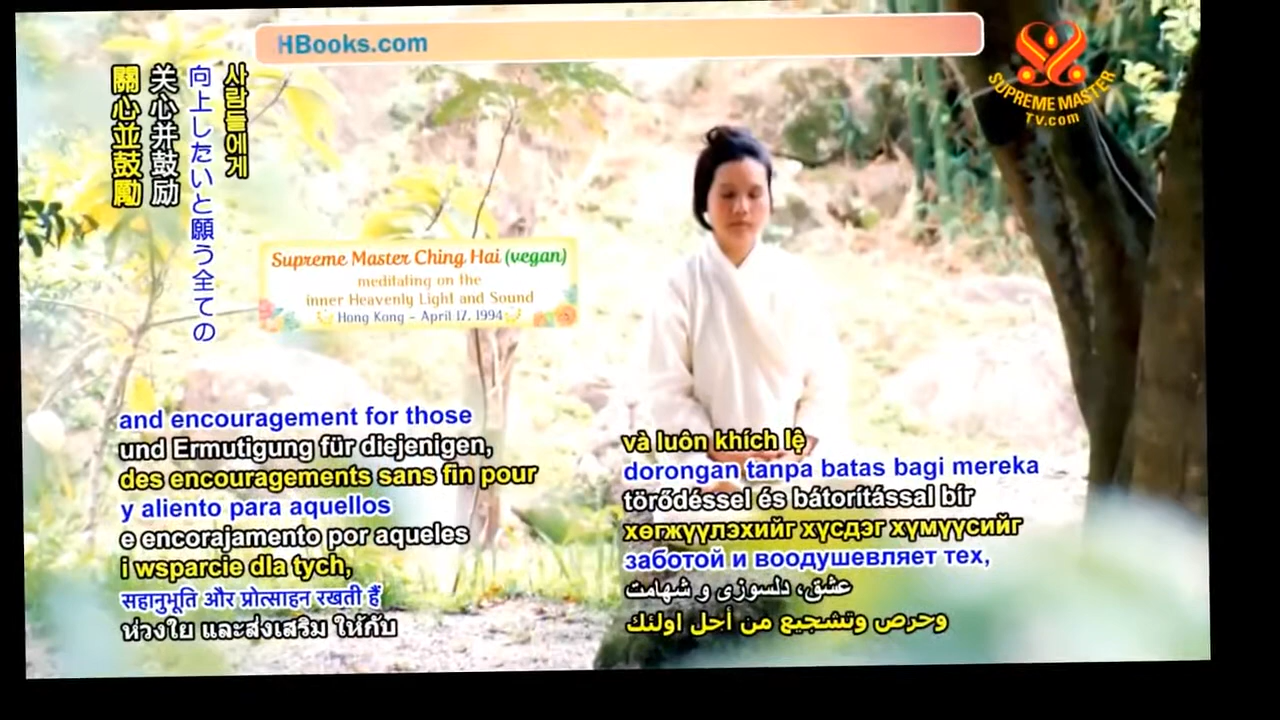 HBooks.com
SUPREME MASTER
TV.com
사람들에게
向上したいと願う全ての
关心并鼓励
關心並鼓勵
Supreme Master Ching Hai (vegan)
meditating on the
inner Heavenly Light and Sound
Hong Kong - April 17, 1994
and encouragement for those
und Ermutigung für diejenigen,
des encouragements sans fin pour
y aliento para aquellos
e encorajamento por aqueles
i wsparcie dla tych,
सहानुभूति और प्रोत्साहन रखती हैं
ห่วงใย และส่งเสริม ให้กับ
và luôn khích lệ
dorongan tanpa batas bagi mereka
törődéssel és bátorítással bír
хөгжүүлэхийг хүсдэг хүмүүсийг
заботой и воодушевляет тех,
عشق، دلسوزی و شهامت
وحرص وتشجيع من أجل اولئك